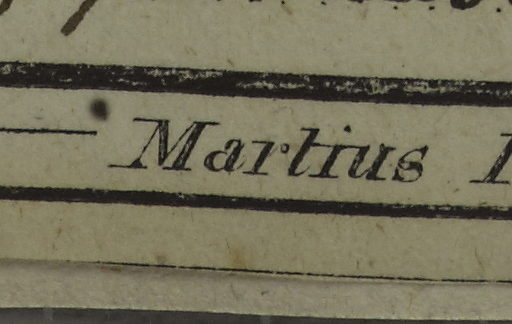 — Martius